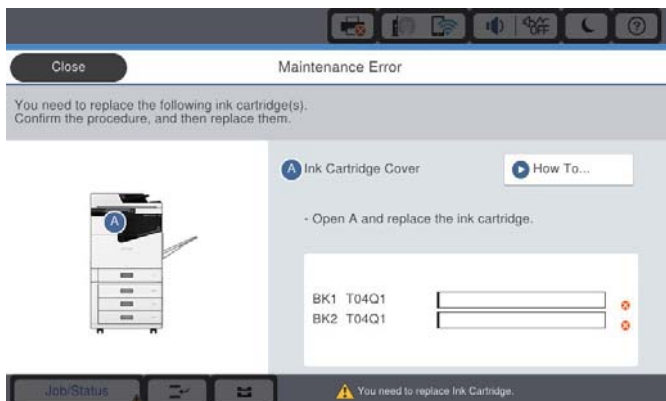 OFF
Close
Maintenance Error
You need to replace the following ink cartridge(s).
Confirm the procedure, and then replace them.
A Ink Cartridge Cover
How To...
A
- Open A and replace the ink cartridge.
BK1 T04Q1
BK2 T04Q1
Job/Status
You need to replace Ink Cartridge.